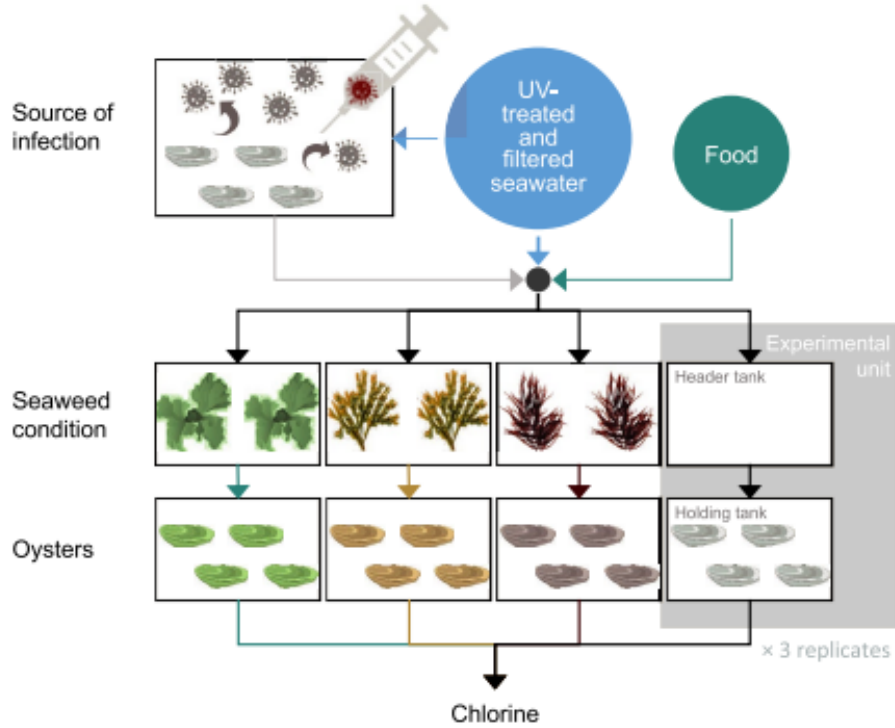 Source of
infection
UV-
treated
and
filtered
seawater
Food
Experimental
unit
Seaweed
condition
Header tank
Oysters
Holding tank
× 3 replicates
Chlorine